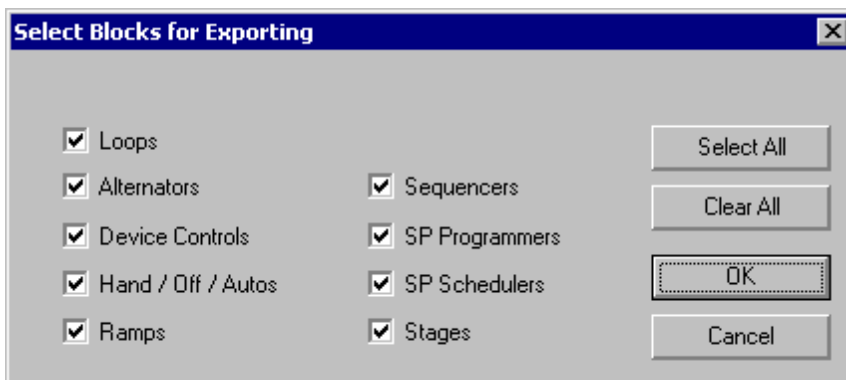 Select Blocks for Exporting
Loops
Alternators
Device Controls
Hand / Off / Autos
Ramps
Sequencers
SP Programmers
SP Schedulers
Stages
Select All
Clear All
OK
Cancel